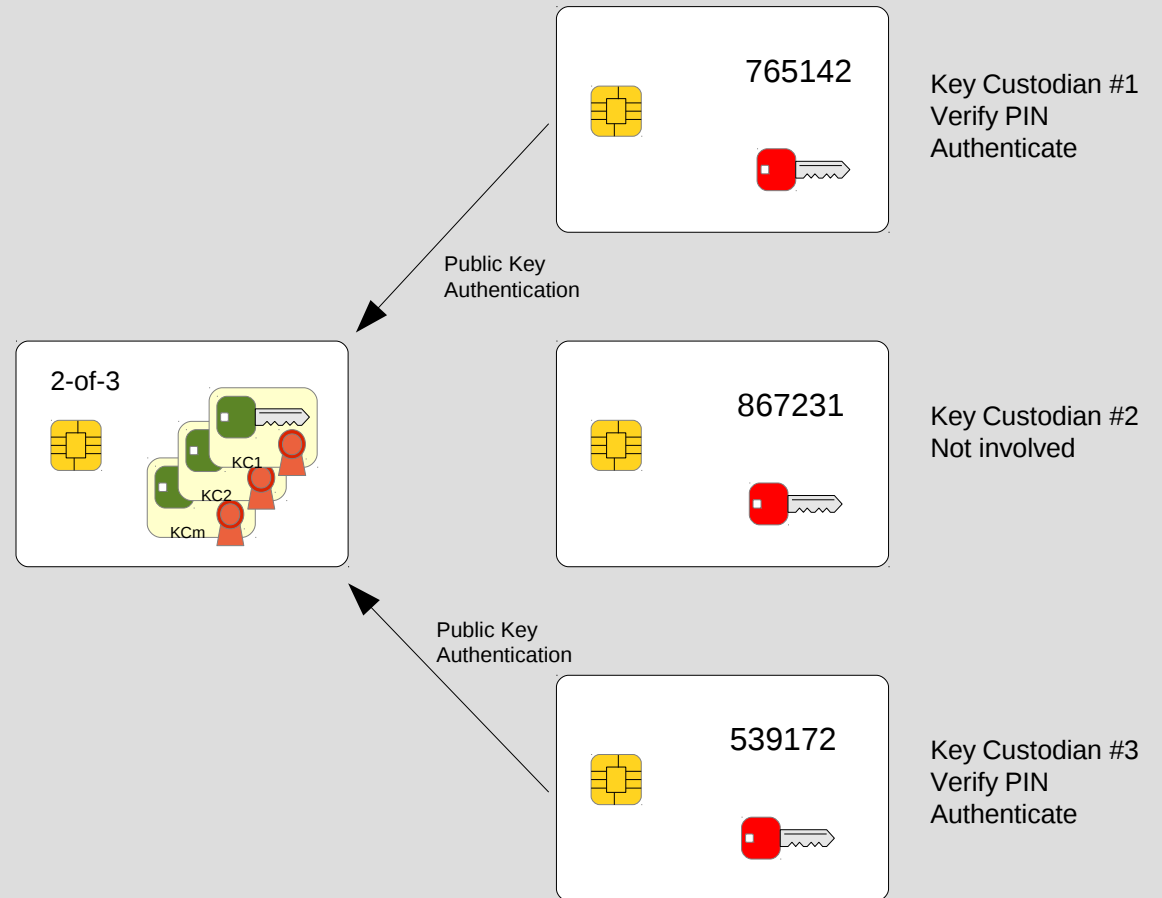 765142
Key Custodian #1
Verify PIN
Authenticate
Public Key
Authentication
2-of-3
KC1
KC2
KCm
867231
Key Custodian #2
Not involved
Public Key
Authentication
539172
Key Custodian #3
Verify PIN
Authenticate